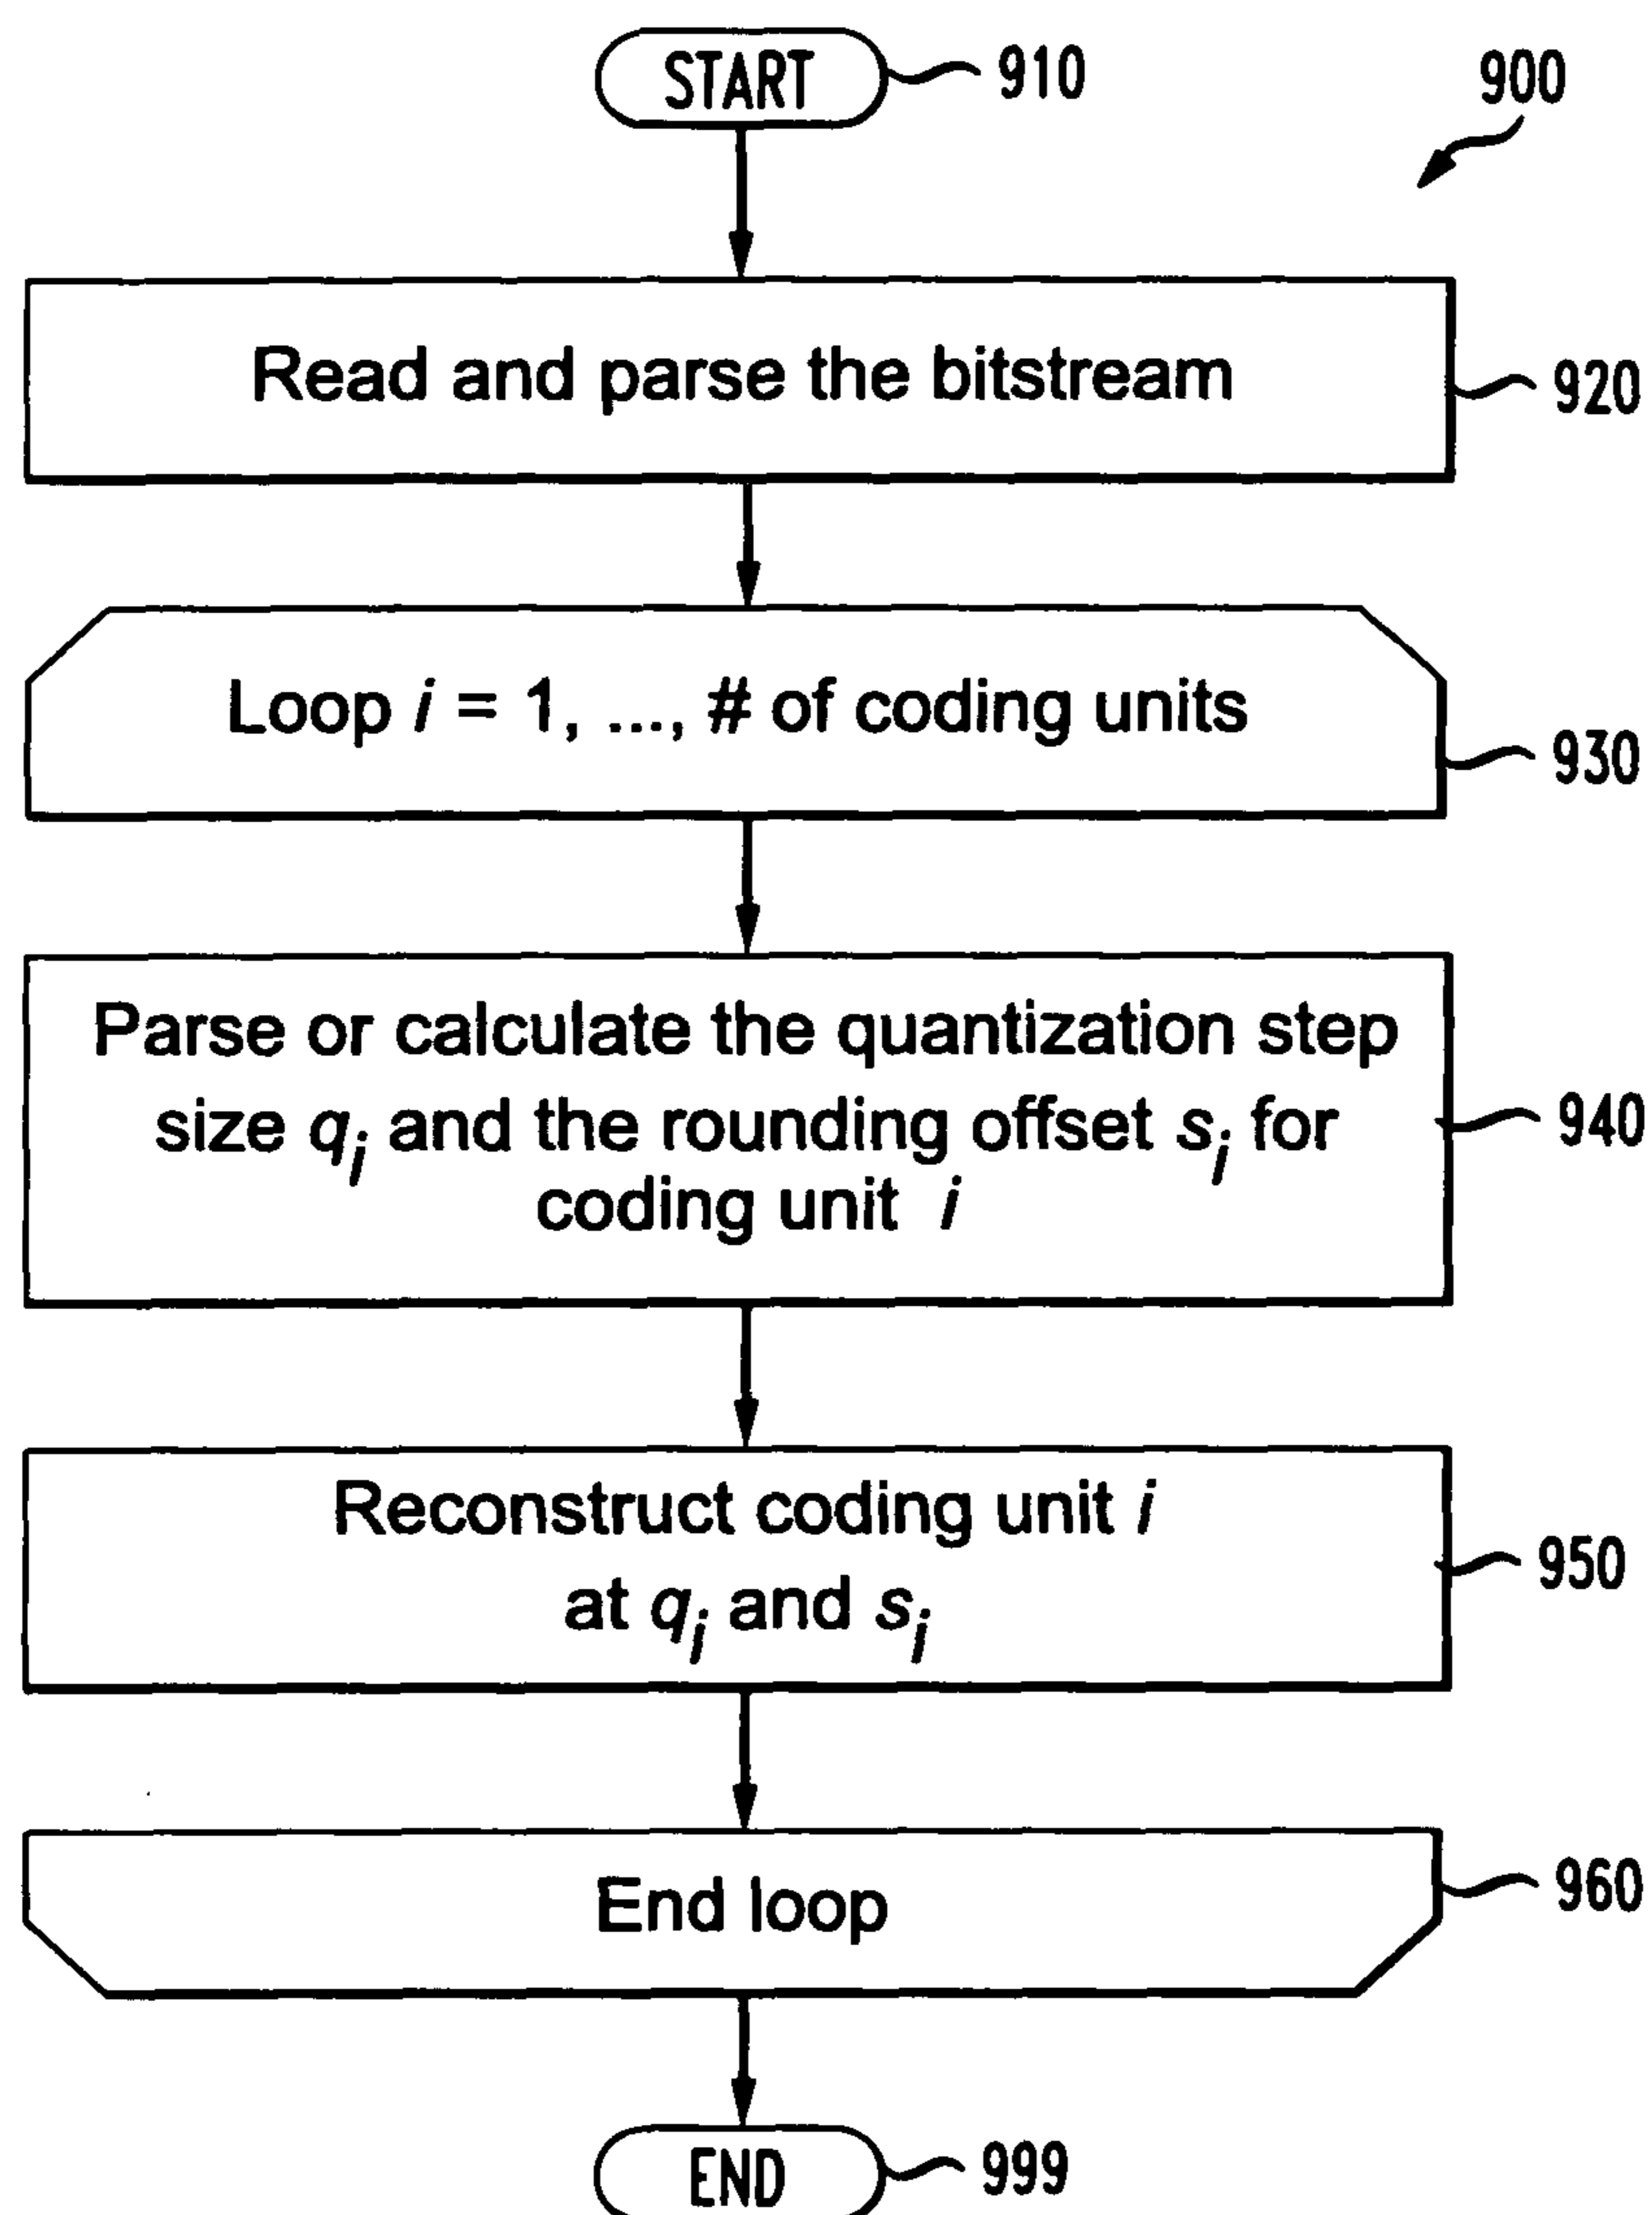 START 910
900
Read and parse the bitstream
920
Loop i = 1, ..., # of coding units
930
Parse or calculate the quantization step
size qi and the rounding offset si for
coding unit i
940
Reconstruct coding unit i
at qi and si
950
End loop
960
END 999